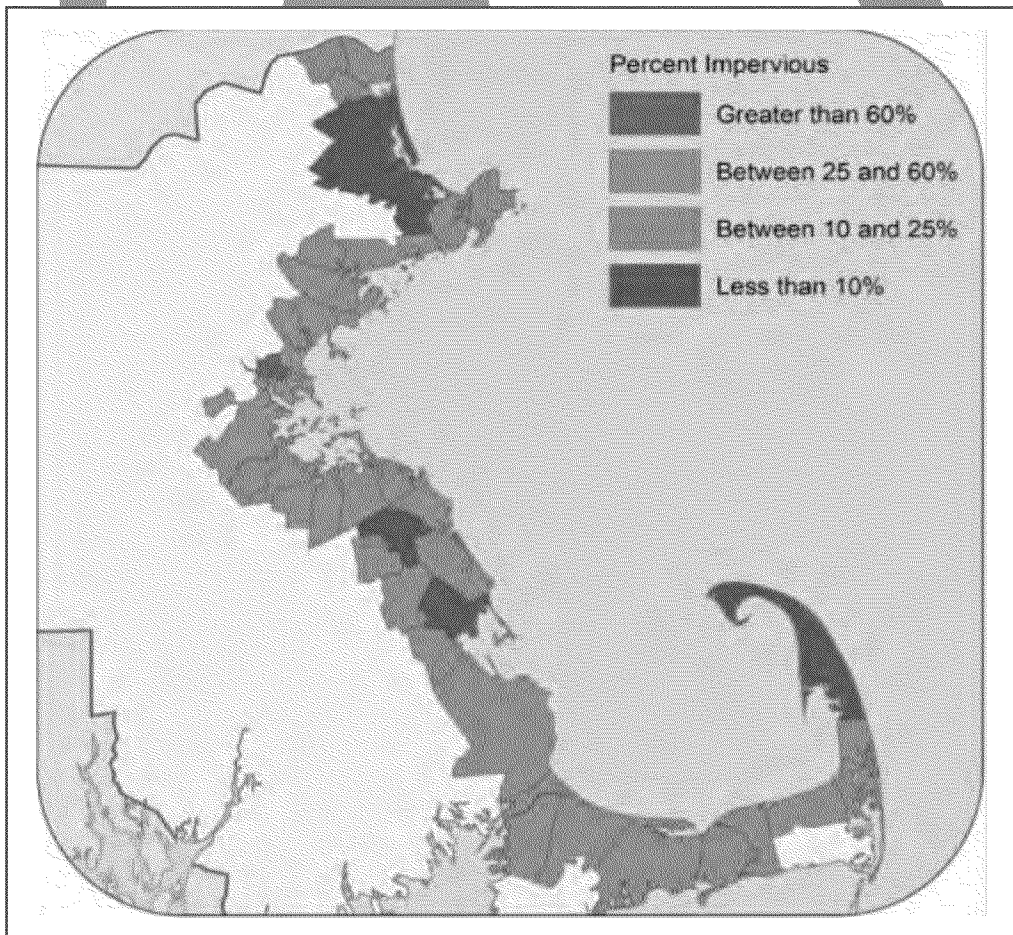 Percent Impervious
Greater than 60%
Between 25 and 60%
Between 10 and 25%
Less than 10%